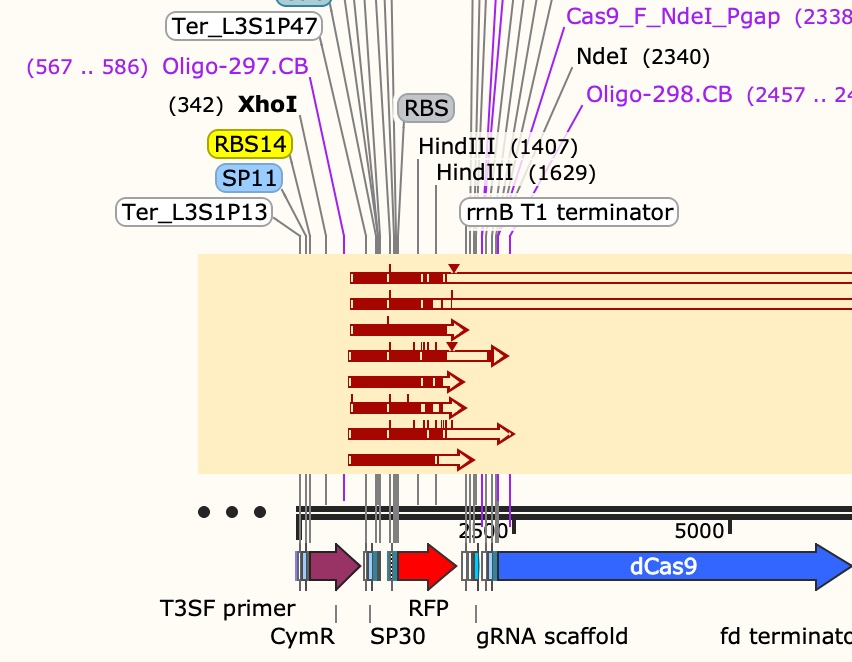 Ter_L3S1P47
Cas9_F_NdeI_Pgap (2338
(567 .. 586) Oligo-297.CB
NdeI (2340)
Oligo-298.CB (2457 .. 24
(342) XhoI
RBS
RBS14
HindIII (1407)
SP11
HindIII (1629)
Ter_L3S1P13
rrnB T1 terminator
2500
5000
dCas9
T3SF primer
RFP
CymR
SP30
gRNA scaffold
fd terminato